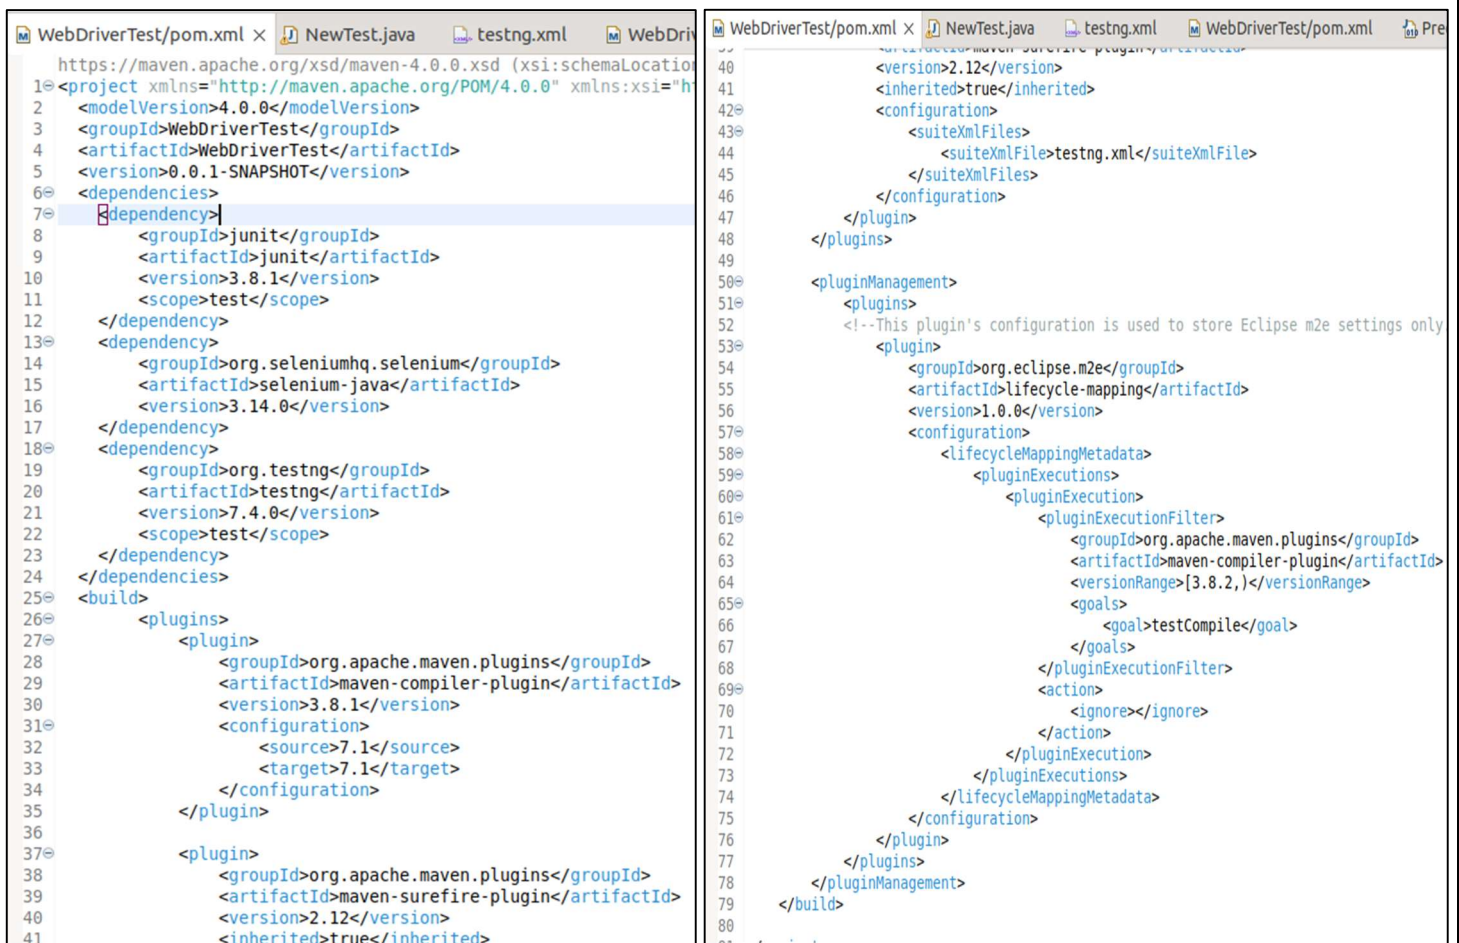 WebDriverTest/pom.xml × NewTest.java testng.xml WebDriv
https://maven.apache.org/xsd/maven-4.0.0.xsd (xsi:schemaLocation
1 <project xmlns="http://maven.apache.org/POM/4.0.0" xmlns:xsi="ht
2 <modelVersion>4.0.0</modelVersion>
3 <groupId>WebDriverTest</groupId>
4 <artifactId>WebDriverTest</artifactId>
5 <version>0.0.1-SNAPSHOT</version>
6 <dependencies>
7 <dependency>
8 <groupId>junit</groupId>
9 <artifactId>junit</artifactId>
10 <version>3.8.1</version>
11 <scope>test</scope>
12 </dependency>
13 <dependency>
14 <groupId>org.seleniumhq.selenium</groupId>
15 <artifactId>selenium-java</artifactId>
16 <version>3.14.0</version>
17 </dependency>
18 <dependency>
19 <groupId>org.testng</groupId>
20 <artifactId>testng</artifactId>
21 <version>7.4.0</version>
22 <scope>test</scope>
23 </dependency>
24 </dependencies>
25 <build>
26 <plugins>
27 <plugin>
28 <groupId>org.apache.maven.plugins</groupId>
29 <artifactId>maven-compiler-plugin</artifactId>
30 <version>3.8.1</version>
31 <configuration>
32 <source>7.1</source>
33 <target>7.1</target>
34 </configuration>
35 </plugin>
36
37 <plugin>
38 <groupId>org.apache.maven.plugins</groupId>
39 <artifactId>maven-surefire-plugin</artifactId>
40 <version>2.12</version>
41 <inherited>true</inherited>
WebDriverTest/pom.xml × NewTest.java testng.xml WebDriverTest/pom.xml Pre
39 <artifactId>maven-surefire-plugin</artifactId>
40 <version>2.12</version>
41 <inherited>true</inherited>
42 <configuration>
43 <suiteXmlFiles>
44 <suiteXmlFile>testng.xml</suiteXmlFile>
45 </suiteXmlFiles>
46 </configuration>
47 </plugin>
48 </plugins>
49
50 <pluginManagement>
51 <plugins>
52 <!--This plugin's configuration is used to store Eclipse m2e settings only.
53 <plugin>
54 <groupId>org.eclipse.m2e</groupId>
55 <artifactId>lifecycle-mapping</artifactId>
56 <version>1.0.0</version>
57 <configuration>
58 <lifecycleMappingMetadata>
59 <pluginExecutions>
60 <pluginExecution>
61 <pluginExecutionFilter>
62 <groupId>org.apache.maven.plugins</groupId>
63 <artifactId>maven-compiler-plugin</artifactId>
64 <versionRange>[3.8.2,)</versionRange>
65 <goals>
66 <goal>testCompile</goal>
67 </goals>
68 </pluginExecutionFilter>
69 <action>
70 <ignore></ignore>
71 </action>
72 </pluginExecution>
73 </pluginExecutions>
74 </lifecycleMappingMetadata>
75 </configuration>
76 </plugin>
77 </plugins>
78 </pluginManagement>
79 </build>
80